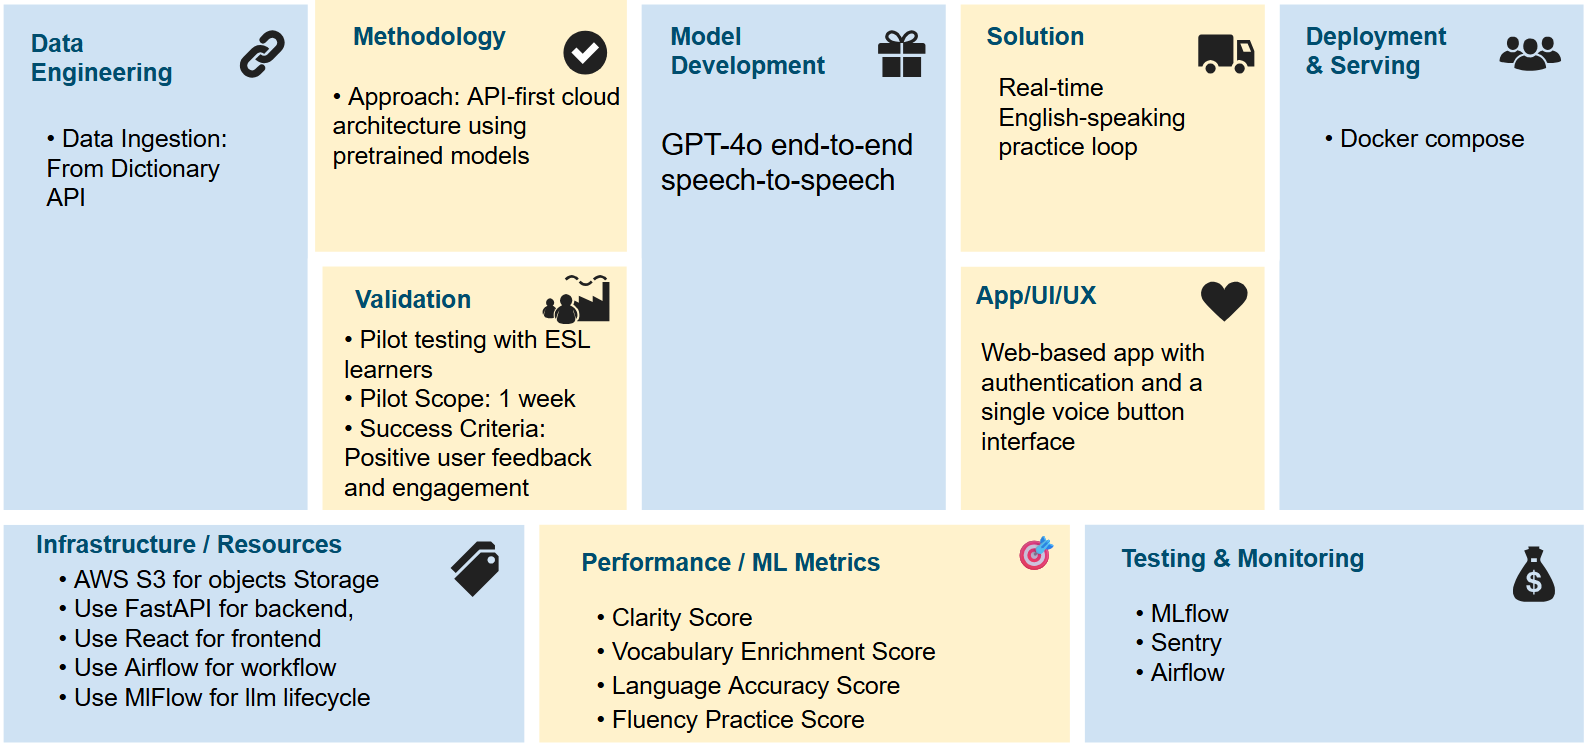 Data
Engineering
• Data Ingestion:
From Dictionary
API
Methodology
• Approach: API-first cloud
architecture using
pretrained models
Validation
• Pilot testing with ESL
learners
• Pilot Scope: 1 week
• Success Criteria:
Positive user feedback
and engagement
Model
Development
GPT-4o end-to-end
speech-to-speech
Solution
Real-time
English-speaking
practice loop
App/UI/UX
Web-based app with
authentication and a
single voice button
interface
Deployment
& Serving
• Docker compose
Infrastructure / Resources
• AWS S3 for objects Storage
• Use FastAPI for backend,
• Use React for frontend
• Use Airflow for workflow
• Use MlFlow for llm lifecycle
Performance / ML Metrics
• Clarity Score
• Vocabulary Enrichment Score
• Language Accuracy Score
• Fluency Practice Score
Testing & Monitoring
$
• MLflow
• Sentry
• Airflow